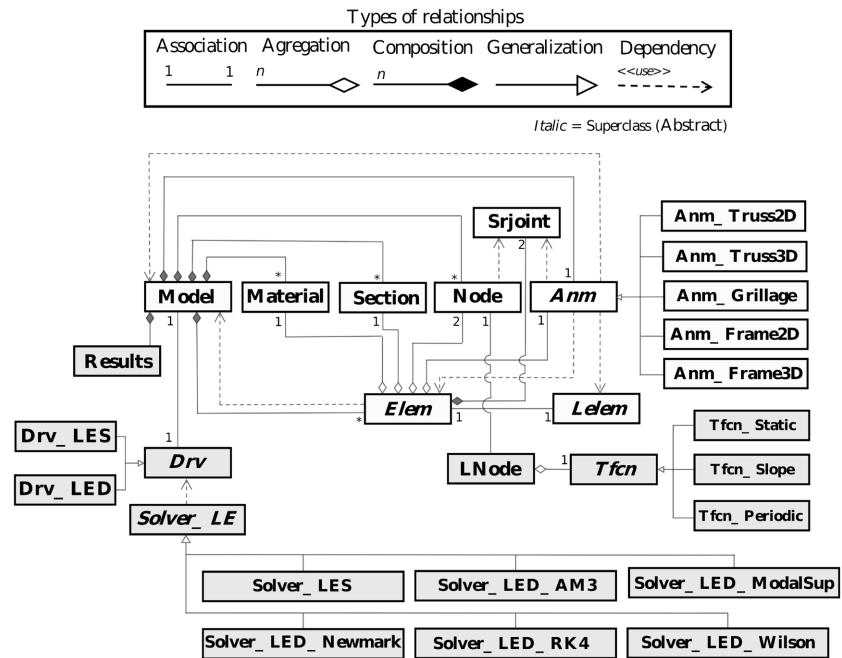 Types of relationships
Association Agregation Composition Generalization Dependency
1 1 n n <<use>>
Italic = Superclass (Abstract)
Srjoint
2
Anm_ Truss2D
Anm_ Truss3D
Anm_ Grillage
Anm_ Frame2D
Anm_ Frame3D
* * * 1
Model Material Section Node Anm
1 1 1 2 1 1
Results
Elem Lelem
* 1 1
Drv_ LES
Drv_ LED
1
Drv
Solver_ LE
LNode 1 Tfcn
Tfcn_ Static
Tfcn_ Slope
Tfcn_ Periodic
Solver_ LES Solver_ LED_ AM3 Solver_ LED_ ModalSup
Solver_ LED_ Newmark Solver_ LED_ RK4 Solver_ LED_ Wilson